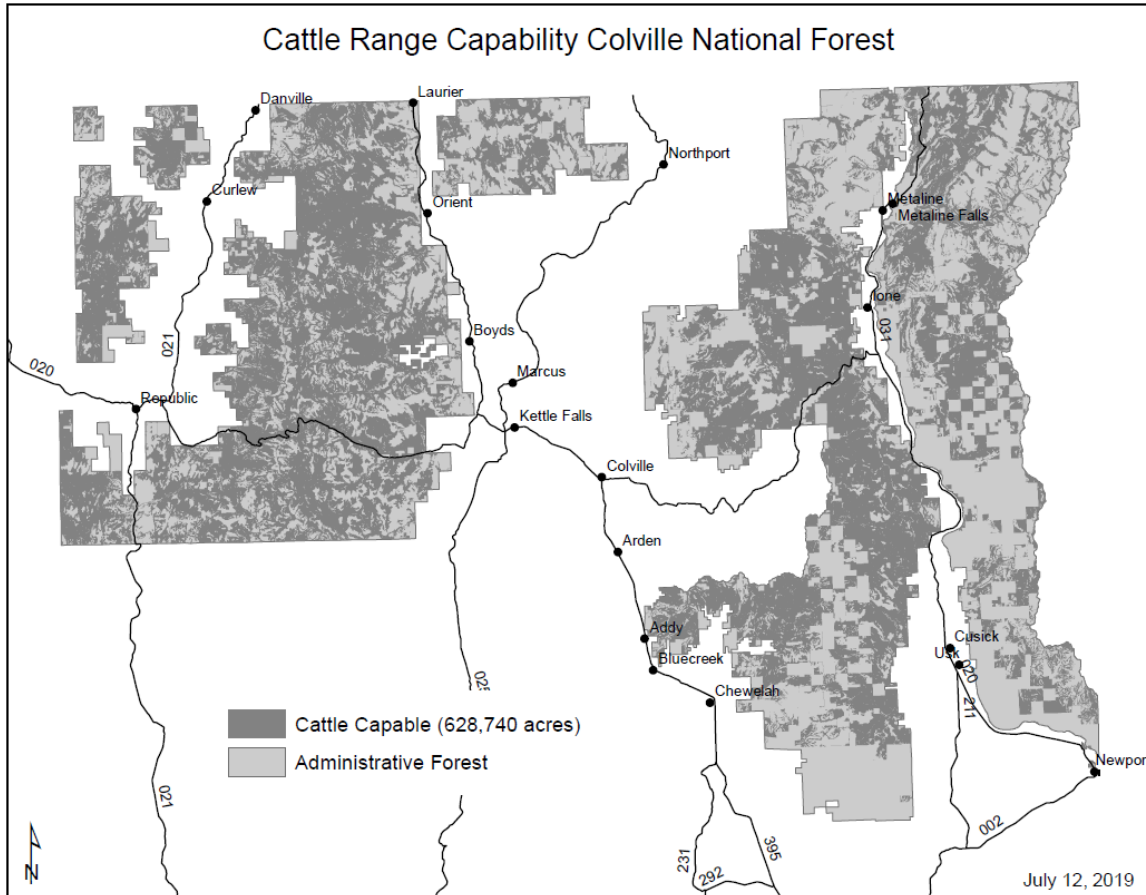 Cattle Range Capability Colville National Forest
Danville
Laurier
Northport
Curlew
Orient
Metaline
Metaline Falls
Ione
031
021
Boyds
020
Marcus
Republic
Kettle Falls
Colville
Arden
Addy
Cusick
Bluecreek
Usk
020
025
Chewelah
211
Cattle Capable (628,740 acres)
Administrative Forest
Newpor
021
002
231
395
292
N
July 12, 2019